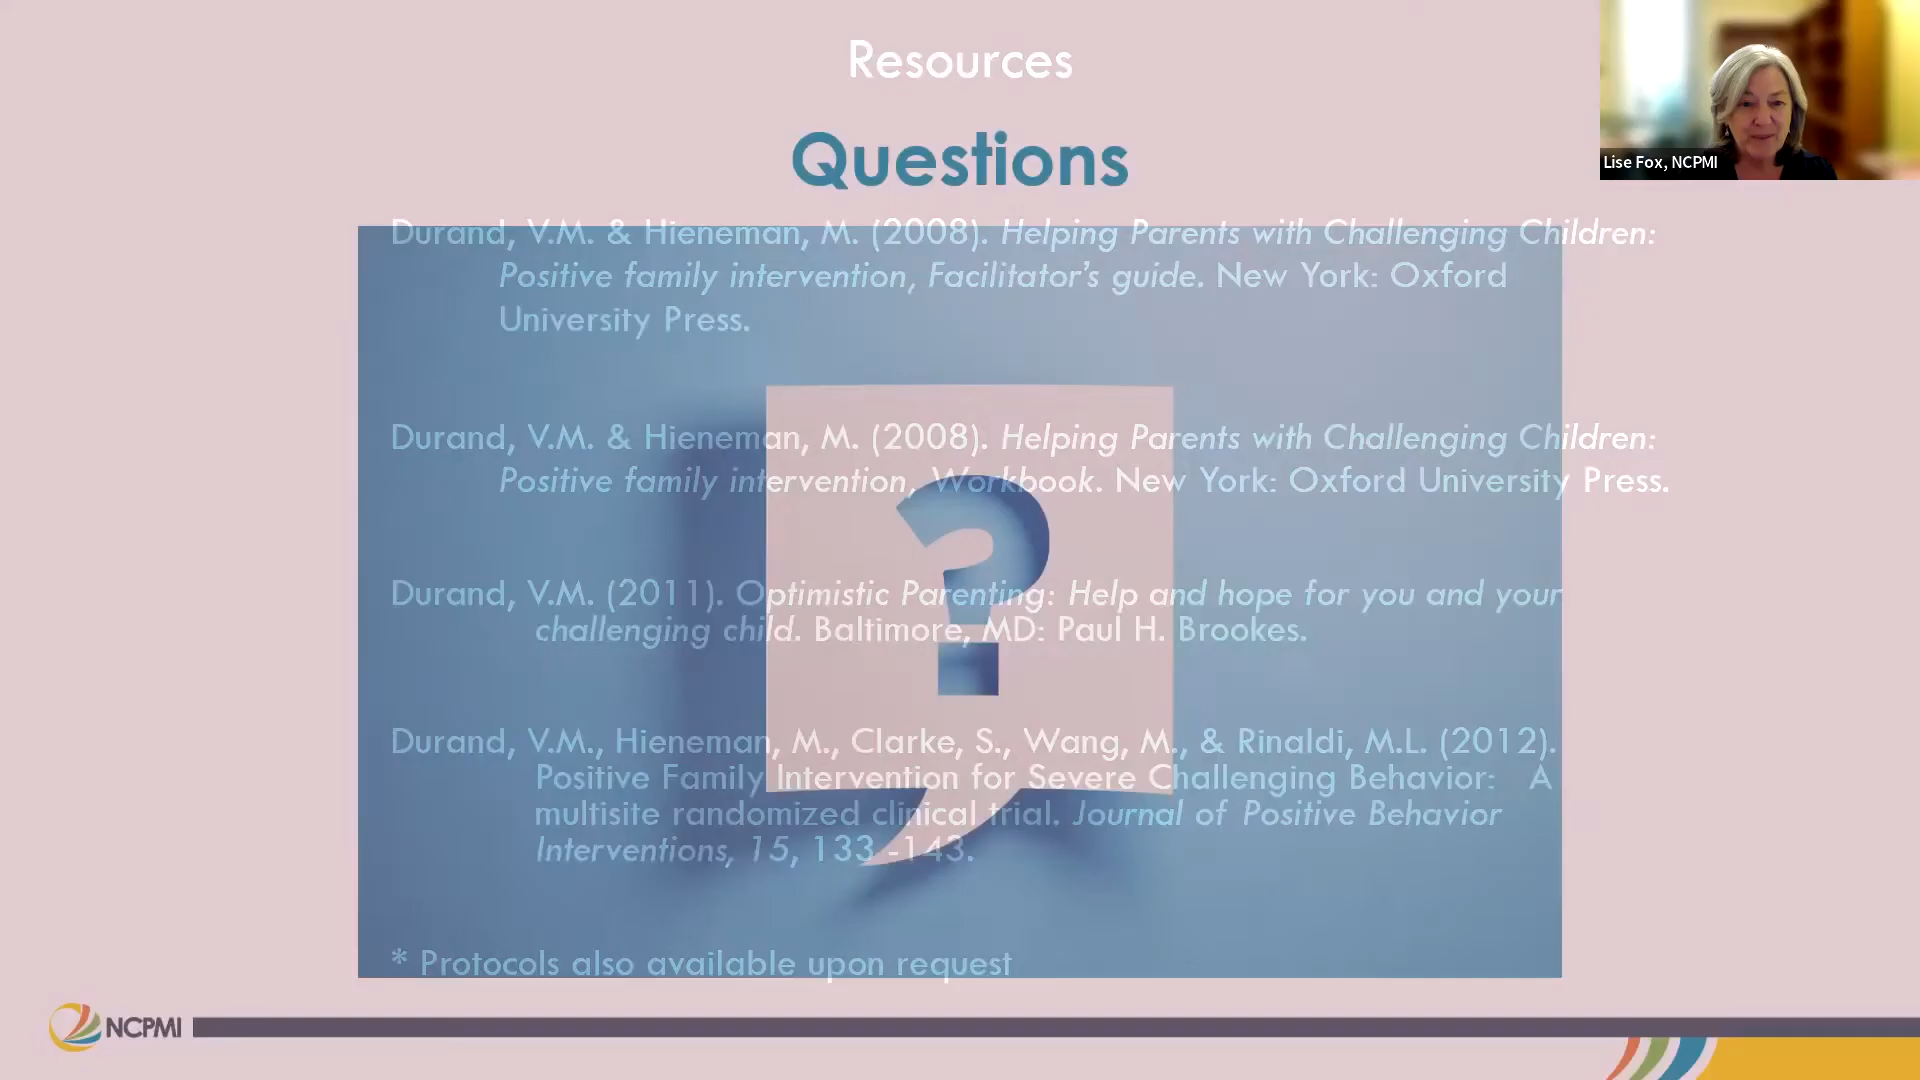 Resources
Questions
Lise Fox, NCPMI
Durand, V.M. & Hieneman, M. (2008). Helping Parents with Challenging Children:
Positive family intervention, Facilitator’s guide. New York: Oxford
University Press.
Durand, V.M. & Hieneman, M. (2008). Helping Parents with Challenging Children:
Positive family intervention, Workbook. New York: Oxford University Press.
Durand, V.M. (2011). Optimistic Parenting: Help and hope for you and your
challenging child. Baltimore, MD: Paul H. Brookes.
Durand, V.M., Hieneman, M., Clarke, S., Wang, M., & Rinaldi, M.L. (2012).
Positive Family Intervention for Severe Challenging Behavior: A
multisite randomized clinical trial. Journal of Positive Behavior
Interventions, 15, 133 -143.
?
* Protocols also available upon request
NCPMI